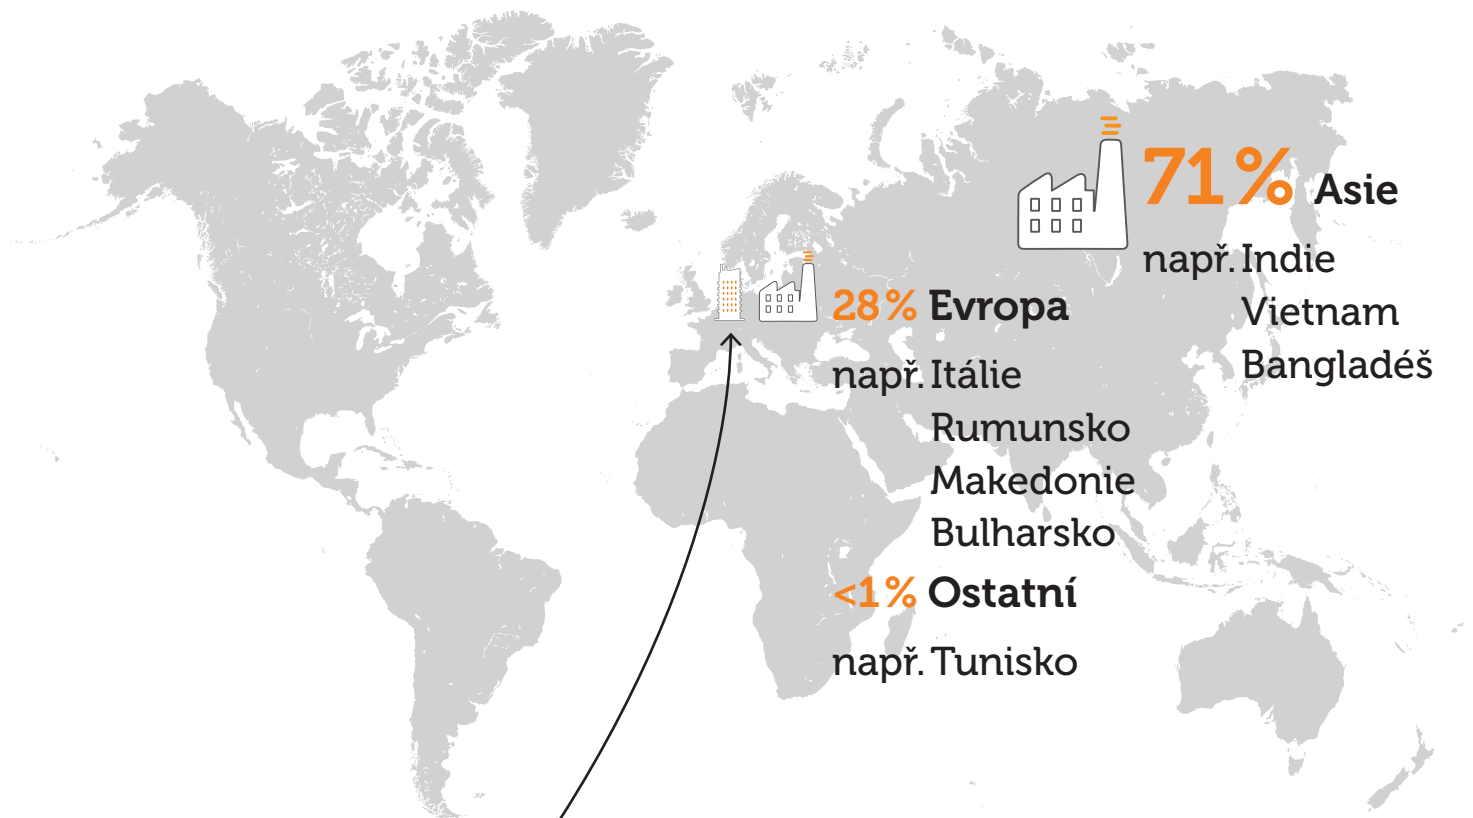 71 % Asie
např. Indie
Vietnam
Bangladéš
28 % Evropa
např. Itálie
Rumunsko
Makedonie
Bulharsko
<1 % Ostatní
např. Tunisko